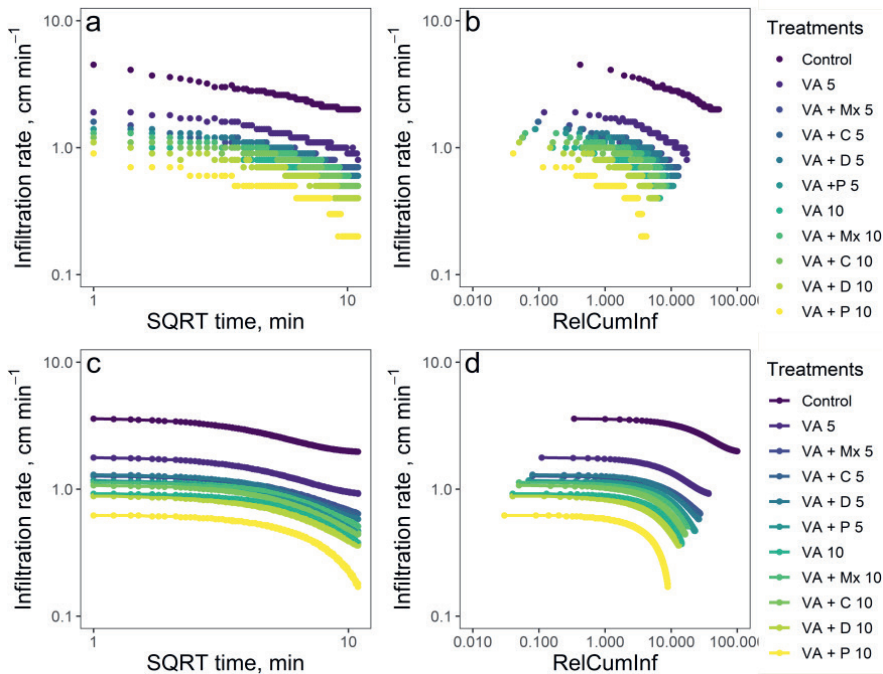 a
b
Infiltration rate , cm min⁻¹
10.0
1.0
0.1
1
10
SQRT time, min
Infiltration rate , cm min⁻¹
10.0
1.0
0.1
0.010
0.100
1.000
10.000
100.00
RelCumInf
Treatments
Control
VA 5
VA + Mx 5
VA + C 5
VA + D 5
VA +P 5
VA 10
VA + Mx 10
VA + C 10
VA + D 10
VA + P 10
c
d
Infiltration rate , cm min⁻¹
10.0
1.0
0.1
1
10
SQRT time, min
Infiltration rate , cm min⁻¹
10.0
1.0
0.1
0.010
0.100
1.000
10.000
100.00
RelCumInf
Treatments
Control
VA 5
VA + Mx 5
VA + C 5
VA + D 5
VA + P 5
VA 10
VA + Mx 10
VA + C 10
VA + D 10
VA + P 10